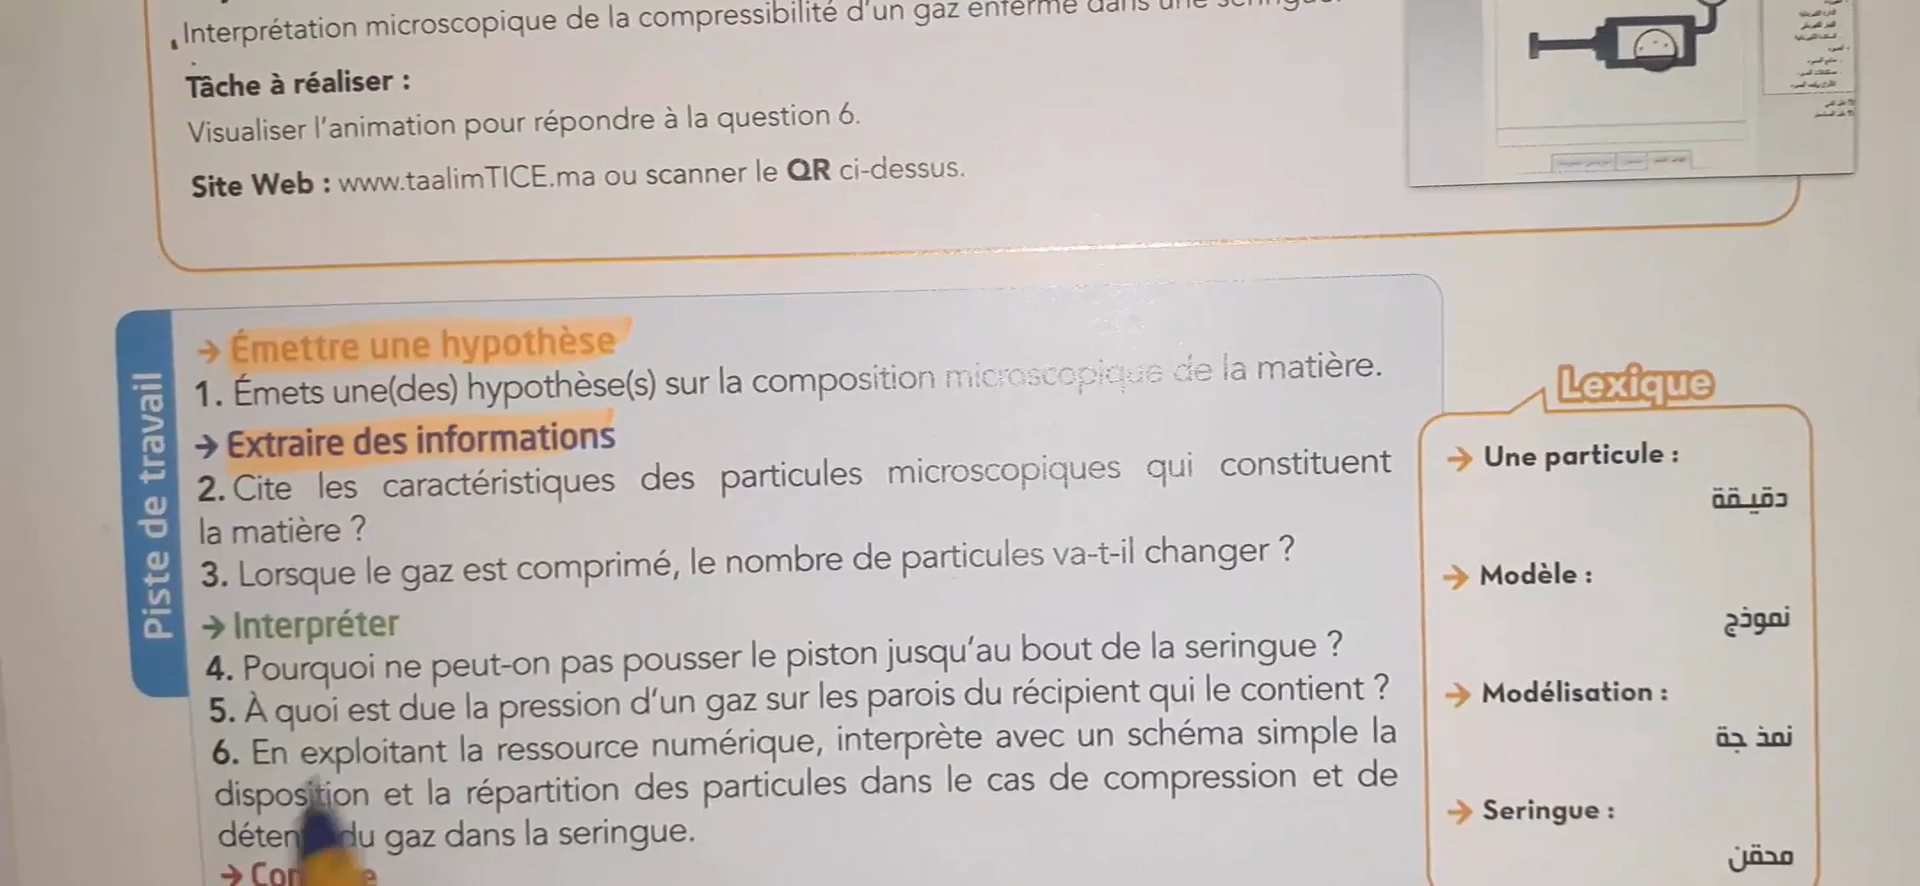 Interprétation microscopique de la compressibilité d'un gaz enfermé dans une seringue.
Tâche à réaliser :
Visualiser l'animation pour répondre à la question 6.
Site Web : www.taalimTICE.ma ou scanner le QR ci-dessus.
Piste de travail
→ Émettre une hypothèse
1. Émets une(des) hypothèse(s) sur la composition microscopique de la matière.
→ Extraire des informations
2. Cite les caractéristiques des particules microscopiques qui constituent
la matière ?
3. Lorsque le gaz est comprimé, le nombre de particules va-t-il changer ?
→ Interpréter
4. Pourquoi ne peut-on pas pousser le piston jusqu'au bout de la seringue ?
5. À quoi est due la pression d'un gaz sur les parois du récipient qui le contient ?
6. En exploitant la ressource numérique, interprète avec un schéma simple la
disposition et la répartition des particules dans le cas de compression et de
du gaz dans la seringue.
Lexique
→ Une particule :
دقيقة
→ Modèle :
نموذج
→ Modélisation :
نمذ جة
→ Seringue :
محقن